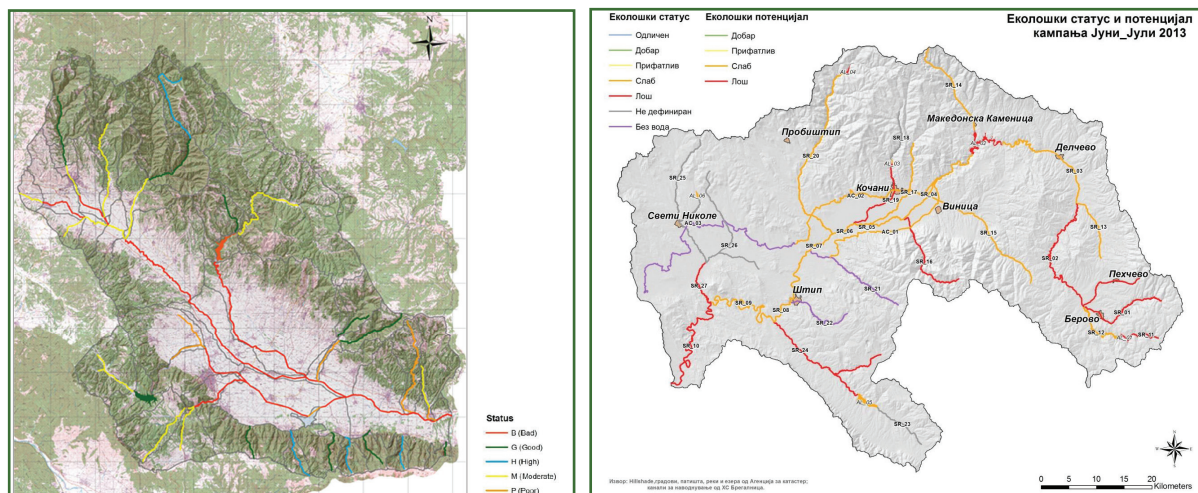 N
Status
B (Bad)
G (Good)
H (High)
M (Moderate)
P (Poor)
Еколошки статус и потенцијал
кампања Јуни_Јули 2013
Еколошки статус
Одличен
Добар
Прифатлив
Слаб
Лош
Не дефиниран
Без вода
Еколошки потенцијал
Добар
Прифатлив
Слаб
Лош
AL_04
SR_14
Македонска Каменица
Пробиштип
SR_18
Делчево
SR_20
SR_03
SR_25
AL_03
Кочани
SR_17
SR_04
AL_06
AC_02
SR_19
Виница
Свети Николе
AC_03
SR_06
SR_05
AC_01
SR_13
SR_26
SR_07
SR_15
SR_02
SR_16
Пехчево
SR_27
SR_21
Штип
SR_09
SR_08
SR_22
SR_01
Берово
SR_12
SR_01
SR_10
SR_24
AL_05
SR_23
N
Извор: Hillshade,градови, патишта, реки и езера од Агенција за катастер;
канали за наводнување од ХС Брегалница.
0 5 10 20
Kilometers